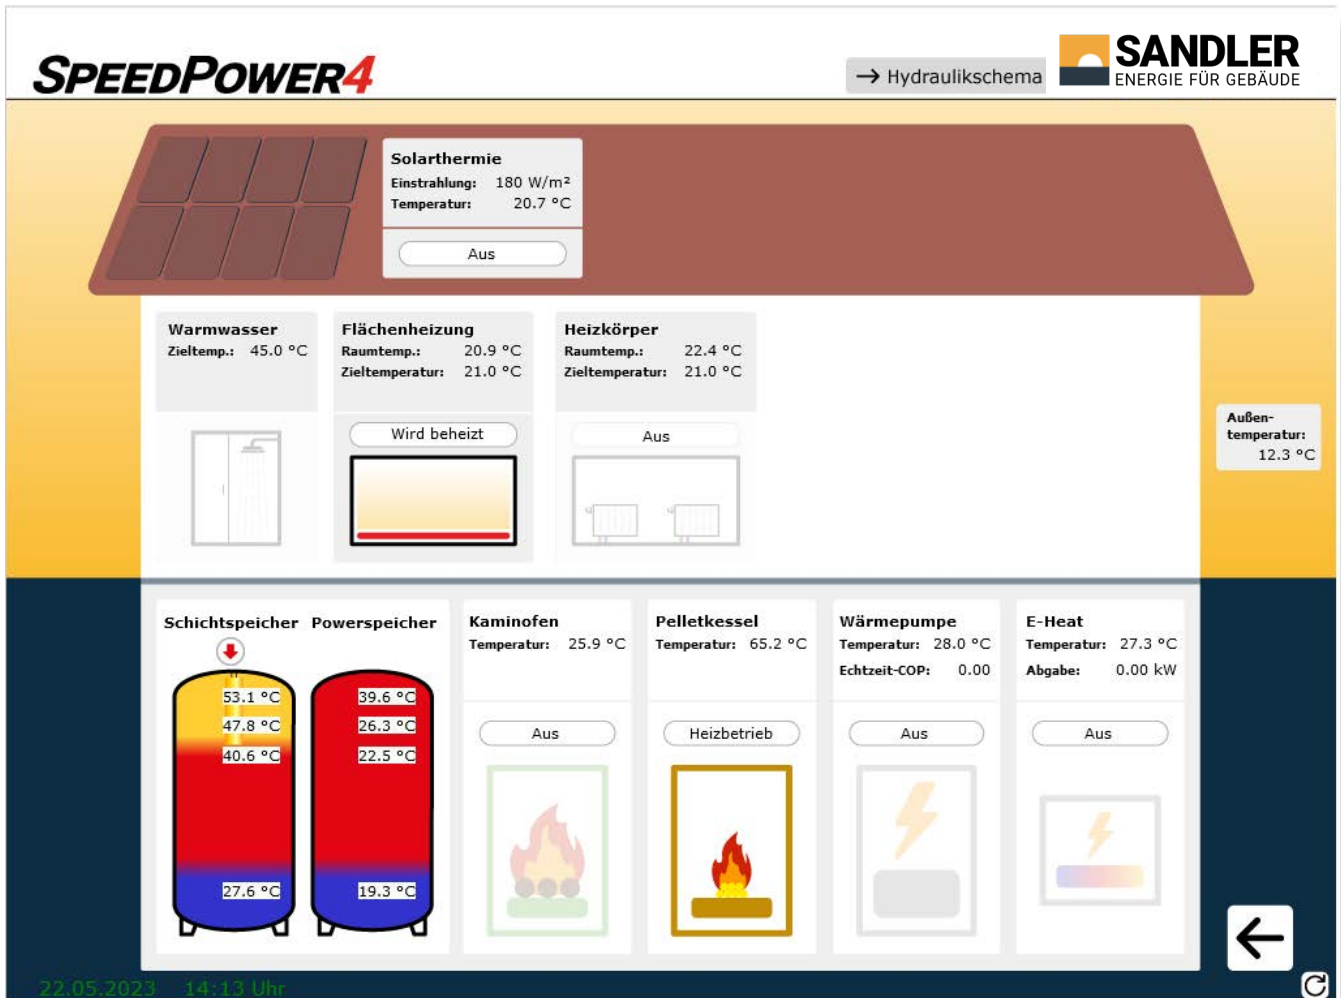 SPEEDPOWER4
→ Hydraulikschema
SANDLER
ENERGIE FÜR GEBÄUDE
Solarthermie
Einstrahlung: 180 W/m²
Temperatur: 20.7 °C
Aus
Warmwasser
Zieltemp.: 45.0 °C
Flächenheizung
Raumtemp.: 20.9 °C
Zieltemperatur: 21.0 °C
Wird beheizt
Heizkörper
Raumtemp.: 22.4 °C
Zieltemperatur: 21.0 °C
Aus
Außen-
temperatur:
12.3 °C
Schichtspeicher
53.1 °C
47.8 °C
40.6 °C
27.6 °C
Powerspeicher
39.6 °C
26.3 °C
22.5 °C
19.3 °C
Kaminofen
Temperatur: 25.9 °C
Aus
Pelletkessel
Temperatur: 65.2 °C
Heizbetrieb
Wärmepumpe
Temperatur: 28.0 °C
Echtzeit-COP: 0.00
Aus
E-Heat
Temperatur: 27.3 °C
Abgabe: 0.00 kW
Aus
22.05.2023 14:13 Uhr